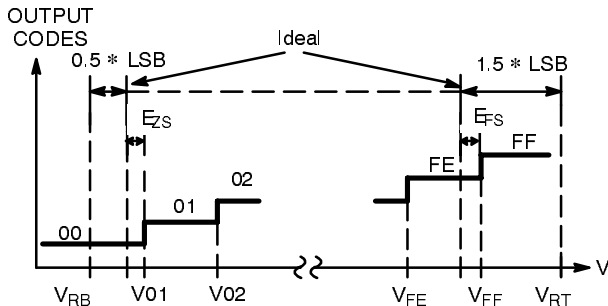 OUTPUT
CODES
Ideal
0.5 * LSB
1.5 * LSB
EZS
EFS
FF
FE
02
01
00
V
VRB
V01
V02
VFE
VFF
VRT